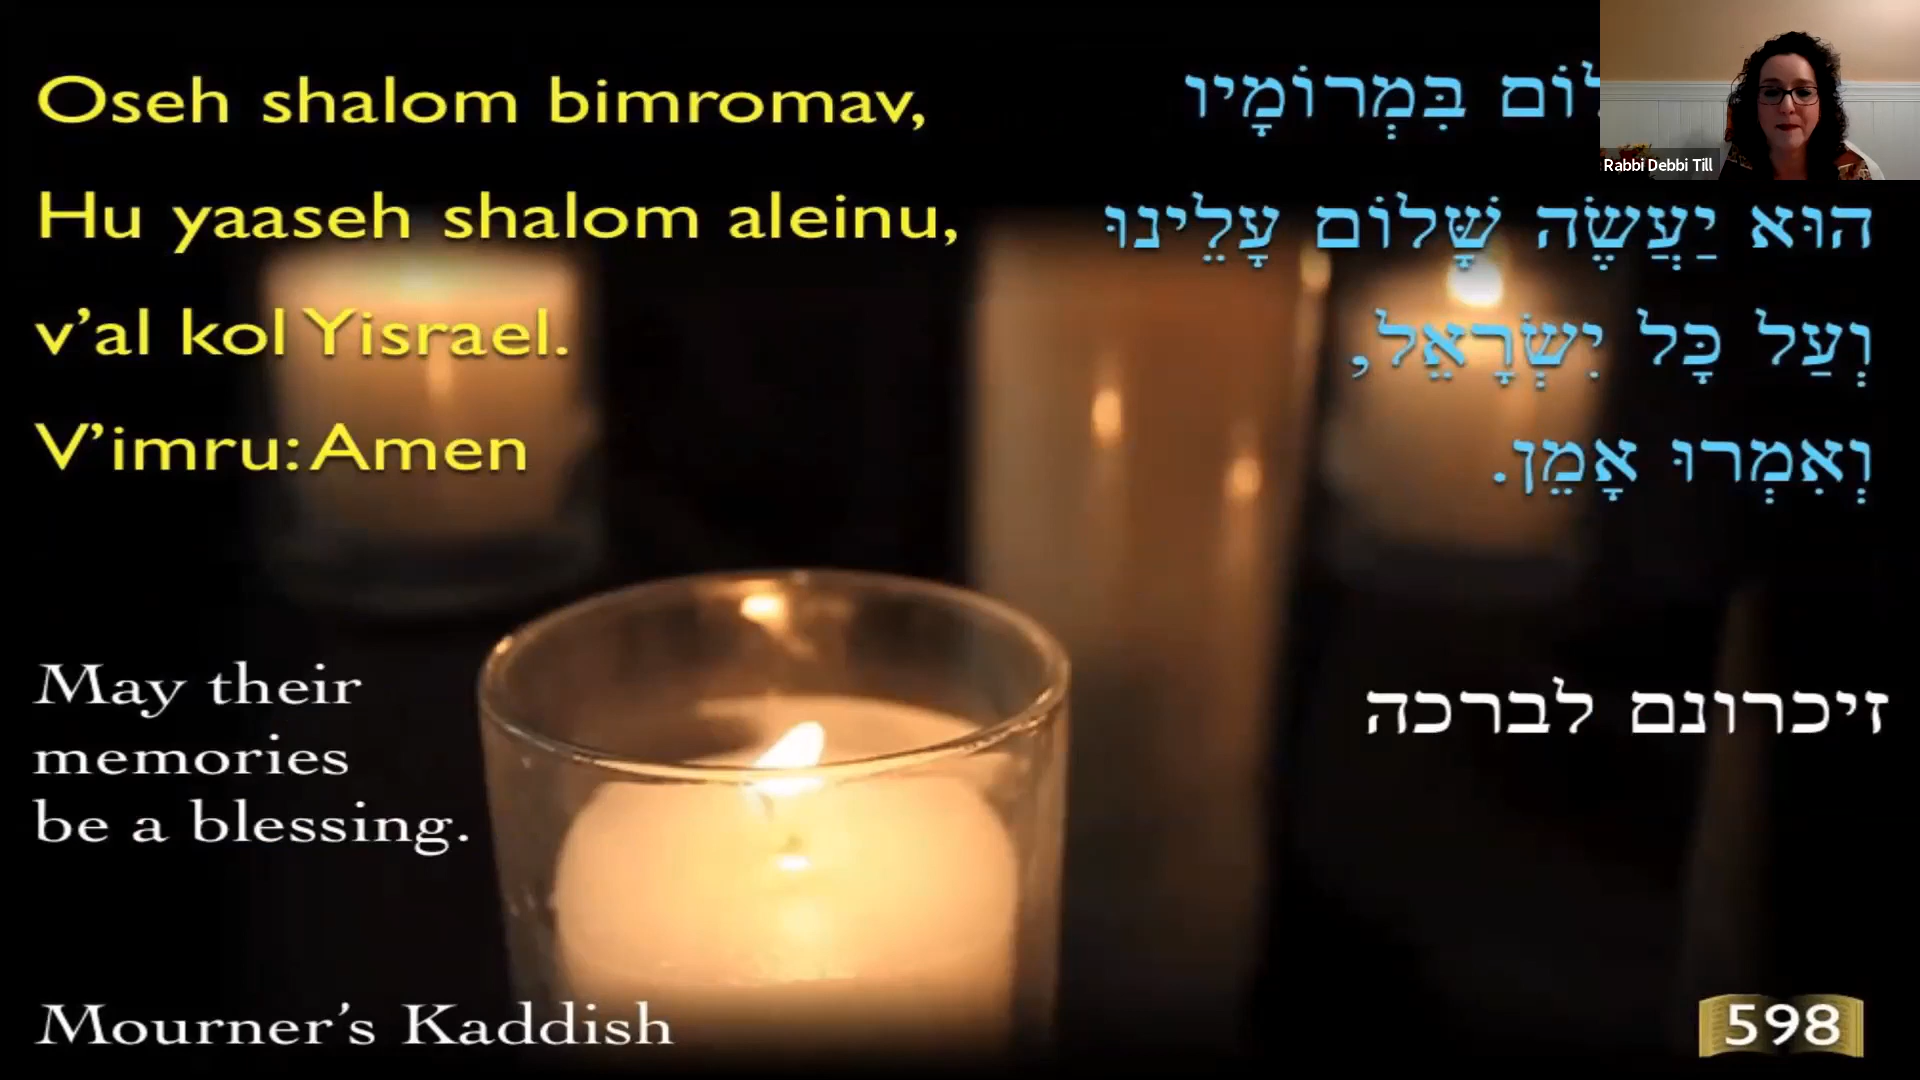 Oseh shalom bimromav,
Hu yaaseh shalom aleinu,
v’al kol Yisrael.
V’imru: Amen
בִּמְרוֹמָיו
הוּא יַעֲשֶׂה שָׁלוֹם עָלֵינוּ
וְעַל כָּל יִשְׂרָאֵל,
וְאִמְרוּ אָמֵן.
Rabbi Debbi Till
May their
memories
be a blessing.
זיכרונם לברכה
Mourner’s Kaddish
598